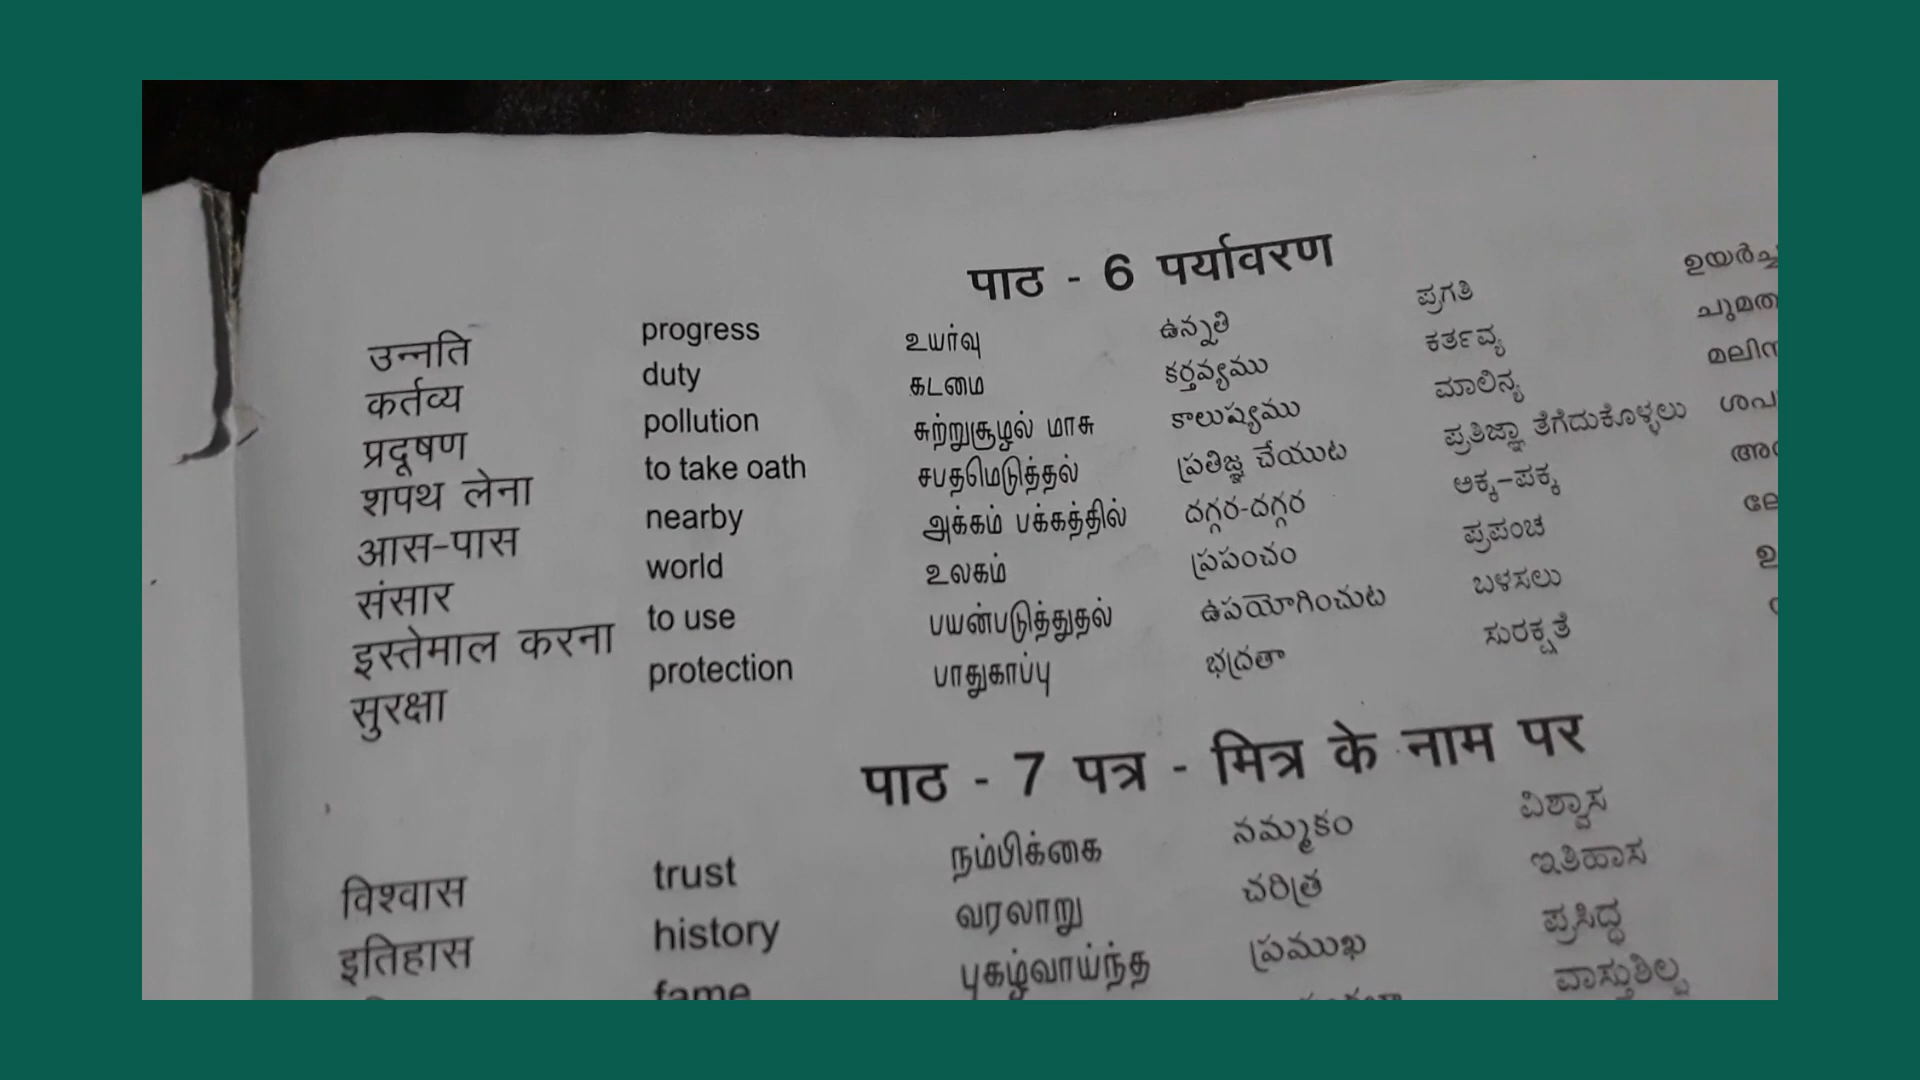 पाठ - 6 पर्यावरण
उन्नति progress உயர்வு ఉన్నతి ಪ್ರಗತಿ
कर्तव्य duty கடமை కర్తవ్యము ಕರ್ತವ್ಯ
प्रदूषण pollution சுற்றுசூழல் மாசு కాలుష్యము ಮಾಲಿನ್ಯ
शपथ लेना to take oath சபதமெடுத்தல் ప్రతిజ్ఞ చేయుట ಪ್ರತಿಜ್ಞಾ ತೆಗೆದುಕೊಳ್ಳಲು
आस-पास nearby அக்கம் பக்கத்தில் దగ్గర-దగ్గర ಅಕ್ಕ-ಪಕ್ಕ
संसार world உலகம் ప్రపంచం ಪ್ರಪಂಚ
इस्तेमाल करना to use பயன்படுத்துதல் ఉపయోగించుట ಬಳಸಲು
सुरक्षा protection பாதுகாப்பு భద్రతా ಸುರಕ್ಷತೆ
पाठ - 7 पत्र - मित्र के नाम पर
विश्वास trust நம்பிக்கை నమ్మకం ವಿಶ್ವಾಸ
इतिहास history வரலாறு చరిత్ర ಇತಿಹಾಸ
fame புகழ்வாய்ந்த ప్రముఖ ಪ್ರಸಿದ್ಧ
ವಾಸ್ತುಶಿಲ್ಪ